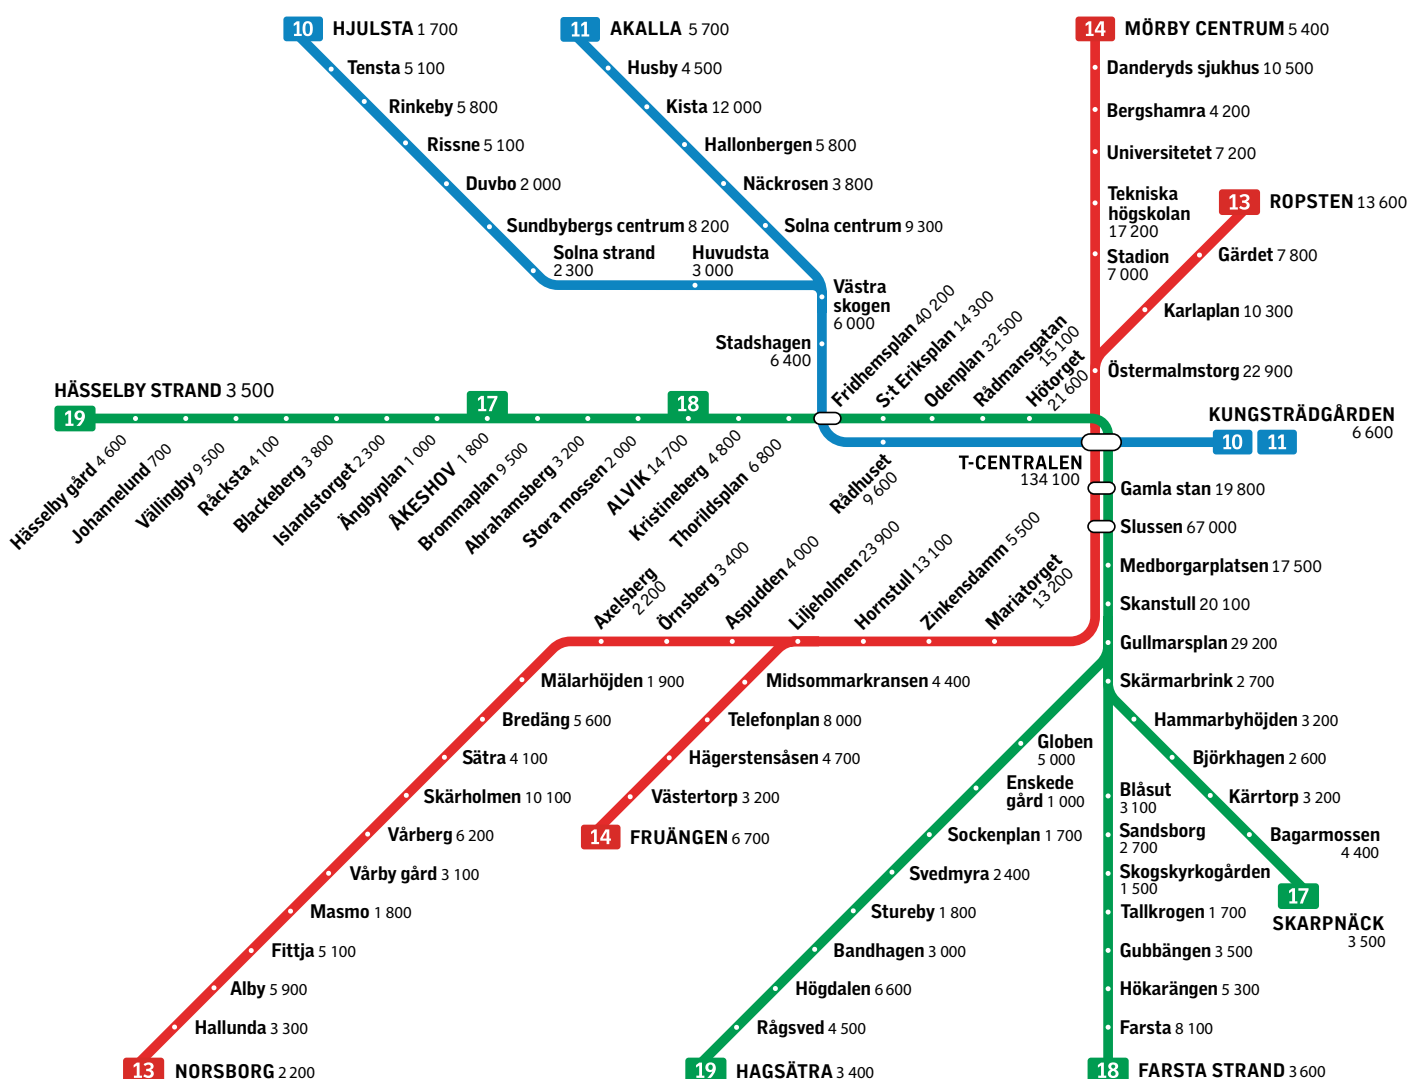 10 HJULSTA 1 700
Tensta 5 100
Rinkeby 5 800
Rissne 5 100
Duvbo 2 000
Sundbybergs centrum 8 200
Solna strand
2 300
Huvudsta
3 000
11 AKALLA 5 700
Husby 4 500
Kista 12 000
Hallonbergen 5 800
Näckrosen 3 800
Solna centrum 9 300
Västra
skogen
6 000
Stadshagen
6 400
14 MÖRBY CENTRUM 5 400
Danderyds sjukhus 10 500
Bergshamra 4 200
Universitetet 7 200
Tekniska
högskolan
17 200
Stadion
7 000
13 ROPSTEN 13 600
Gärdet 7 800
Karlaplan 10 300
Östermalmstorg 22 900
HÄSSELBY STRAND 3 500
19
17
18
Hässelby gård 4 600
Johannelund 700
Vällingby 9 500
Råcksta 4 100
Blackeberg 3 800
Islandstorget 2 300
Ängbyplan 1 000
ÅKESHOV 1 800
Brommaplan 9 500
Abrahamsberg 3 200
Stora mossen 2 000
ALVIK 14 700
Kristineberg 4 800
Thorildsplan 6 800
Fridhemsplan 40 200
S:t Eriksplan 14 300
Odenplan 32 500
Rådmansgatan
15 100
Hötorget
21 600
KUNGSTRÄDGÅRDEN
6 600
10 11
Rådhuset
9 600
T-CENTRALEN
134 100
Gamla stan 19 800
Slussen 67 000
Medborgarplatsen 17 500
Skanstull 20 100
Gullmarsplan 29 200
Skärmarbrink 2 700
Axelsberg
2 200
Örnsberg 3 400
Aspudden 4 000
Liljeholmen 23 900
Hornstull 13 100
Zinkensdamm 5 500
Mariatorget
13 200
Mälarhöjden 1 900
Bredäng 5 600
Sätra 4 100
Skärholmen 10 100
Vårberg 6 200
Vårby gård 3 100
Masmo 1 800
Fittja 5 100
Alby 5 900
Hallunda 3 300
13 NORSBORG 2 200
Midsommarkransen 4 400
Telefonplan 8 000
Hägerstensåsen 4 700
Västertorp 3 200
14 FRUÄNGEN 6 700
Globen
5 000
Enskede
gård 1 000
Sockenplan 1 700
Svedmyra 2 400
Stureby 1 800
Bandhagen 3 000
Högdalen 6 600
Rågsved 4 500
19 HAGSÄTRA 3 400
Blåsut
3 100
Sandsborg
2 700
Skogskyrkogården
1 500
Tallkrogen 1 700
Gubbängen 3 500
Hökarängen 5 300
Farsta 8 100
18 FARSTA STRAND 3 600
Hammarbyhöjden 3 200
Björkhagen 2 600
Kärrtorp 3 200
Bagarmossen
4 400
17
SKARPNÄCK
3 500